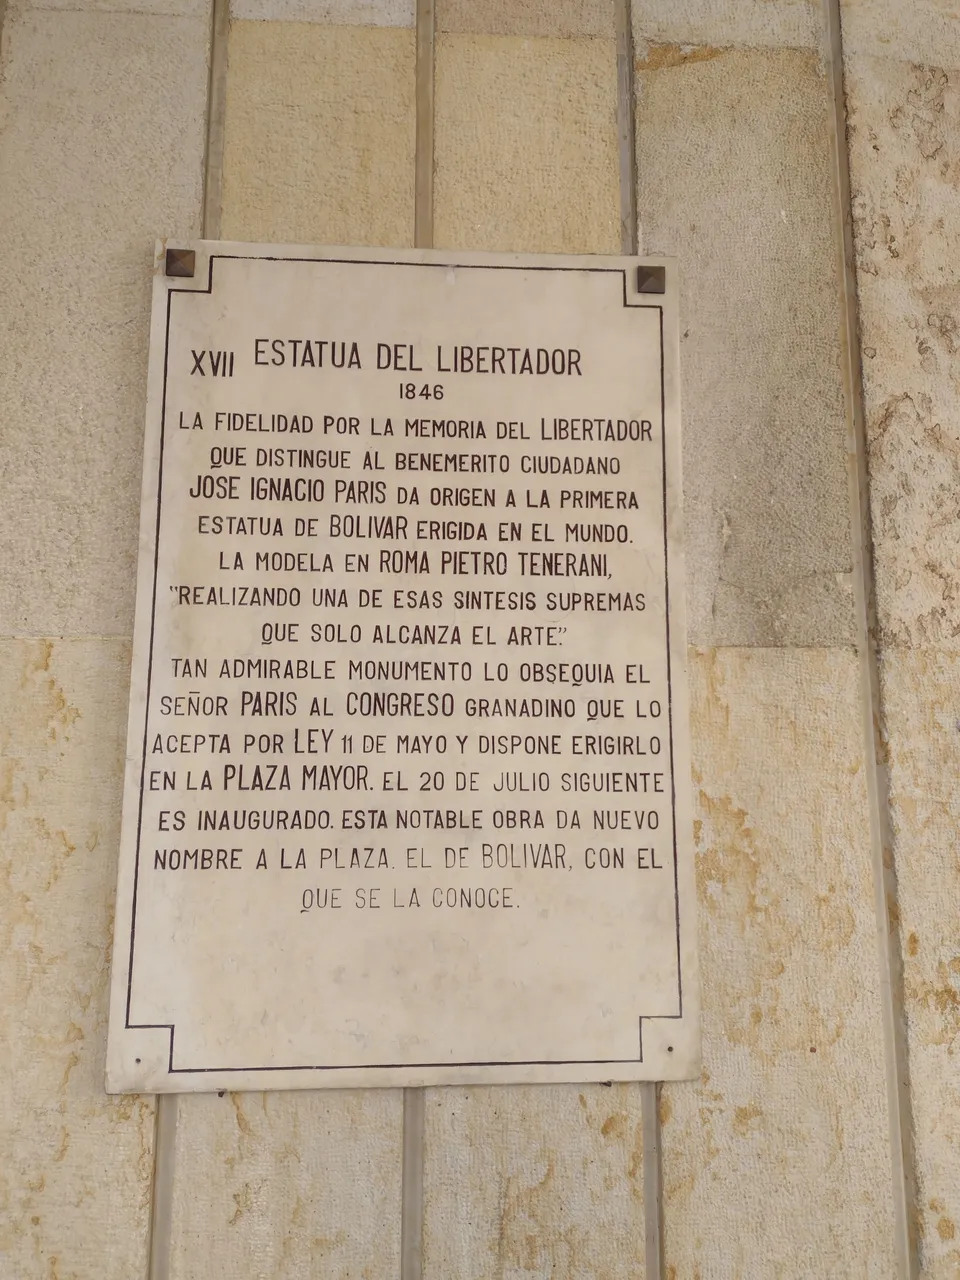 XVII ESTATUA DEL LIBERTADOR
1846
LA FIDELIDAD POR LA MEMORIA DEL LIBERTADOR
QUE DISTINGUE AL BENEMERITO CIUDADANO
JOSE IGNACIO PARIS DA ORIGEN A LA PRIMERA
ESTATUA DE BOLIVAR ERIGIDA EN EL MUNDO.
LA MODELA EN ROMA PIETRO TENERANI,
"REALIZANDO UNA DE ESAS SINTESIS SUPREMAS
QUE SOLO ALCANZA EL ARTE."
TAN ADMIRABLE MONUMENTO LO OBSEQUIA EL
SEÑOR PARIS AL CONGRESO GRANADINO QUE LO
ACEPTA POR LEY 11 DE MAYO Y DISPONE ERIGIRLO
EN LA PLAZA MAYOR. EL 20 DE JULIO SIGUIENTE
ES INAUGURADO. ESTA NOTABLE OBRA DA NUEVO
NOMBRE A LA PLAZA. EL DE BOLIVAR, CON EL
QUE SE LA CONOCE.